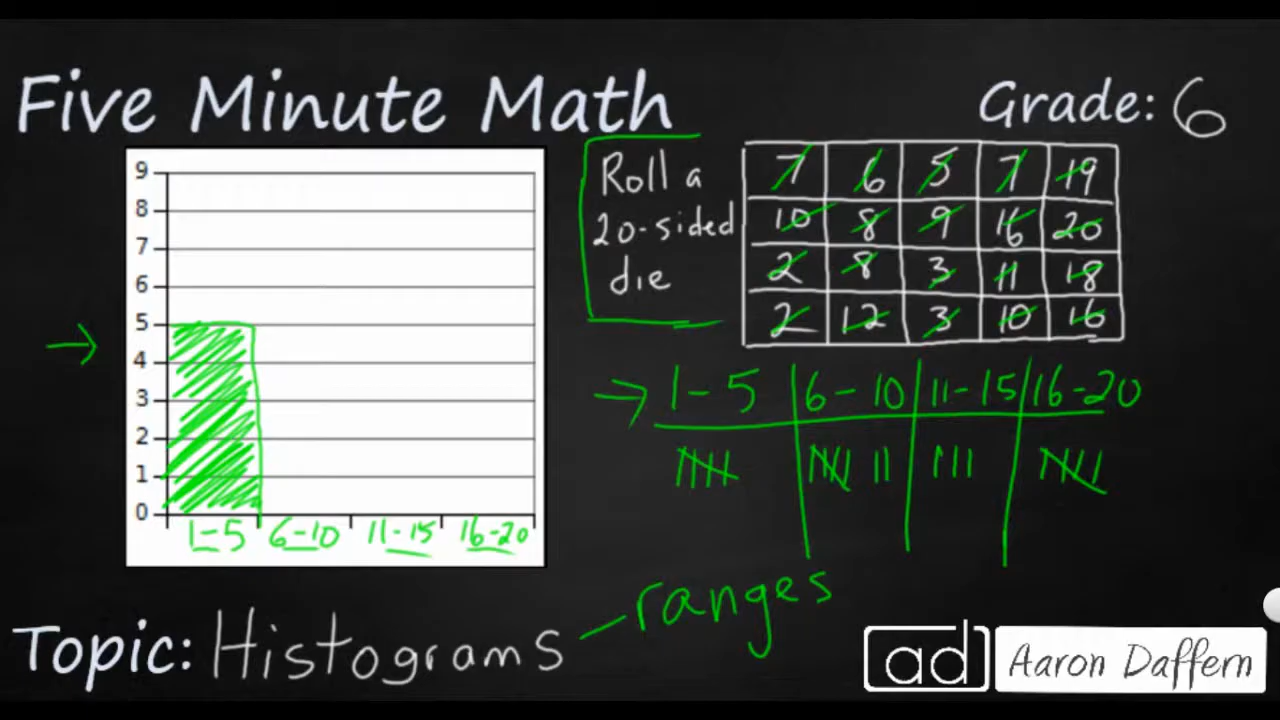 Five Minute Math
Grade: 6
9
8
7
6
5
4
3
2
1
0
1-5 6-10 11-15 16-20
Roll a
20-sided
die
7 6 5 7 19
10 8 9 16 20
2 8 3 11 18
2 12 3 10 16
1-5 6-10 11-15 16-20
ranges
Topic: Histograms
ad Aaron Daffern